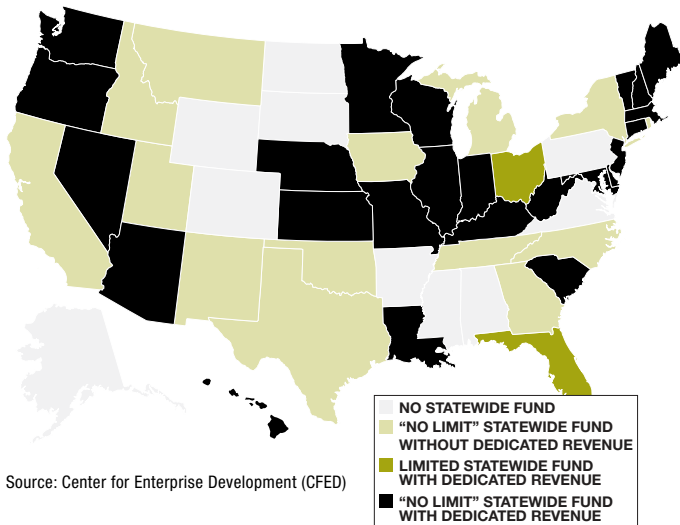 NO STATEWIDE FUND
“NO LIMIT” STATEWIDE FUND
WITHOUT DEDICATED REVENUE
LIMITED STATEWIDE FUND
WITH DEDICATED REVENUE
“NO LIMIT” STATEWIDE FUND
WITH DEDICATED REVENUE
Source: Center for Enterprise Development (CFED)